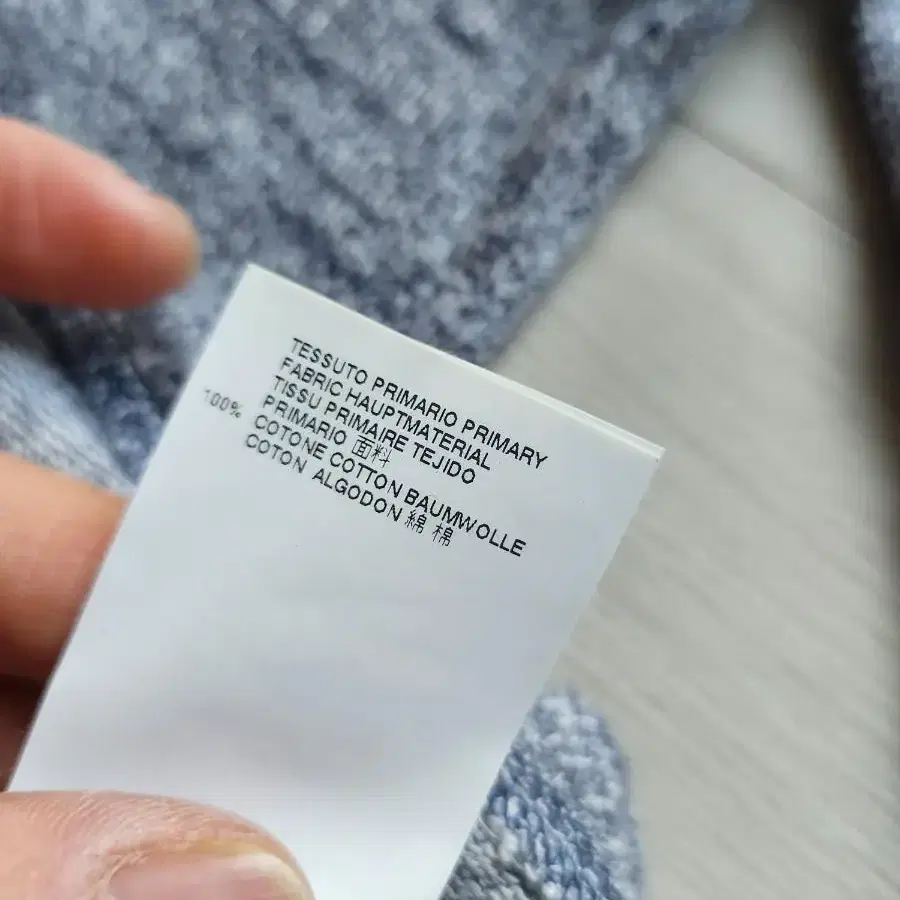 TESSUTO PRIMARIO PRIMARY
FABRIC HAUPTMATERIAL
TISSU PRIMAIRE TEJIDO
PRIMARIO 面料
100% COTONE COTTON BAUMWOLLE
COTON ALGODON 綿 棉